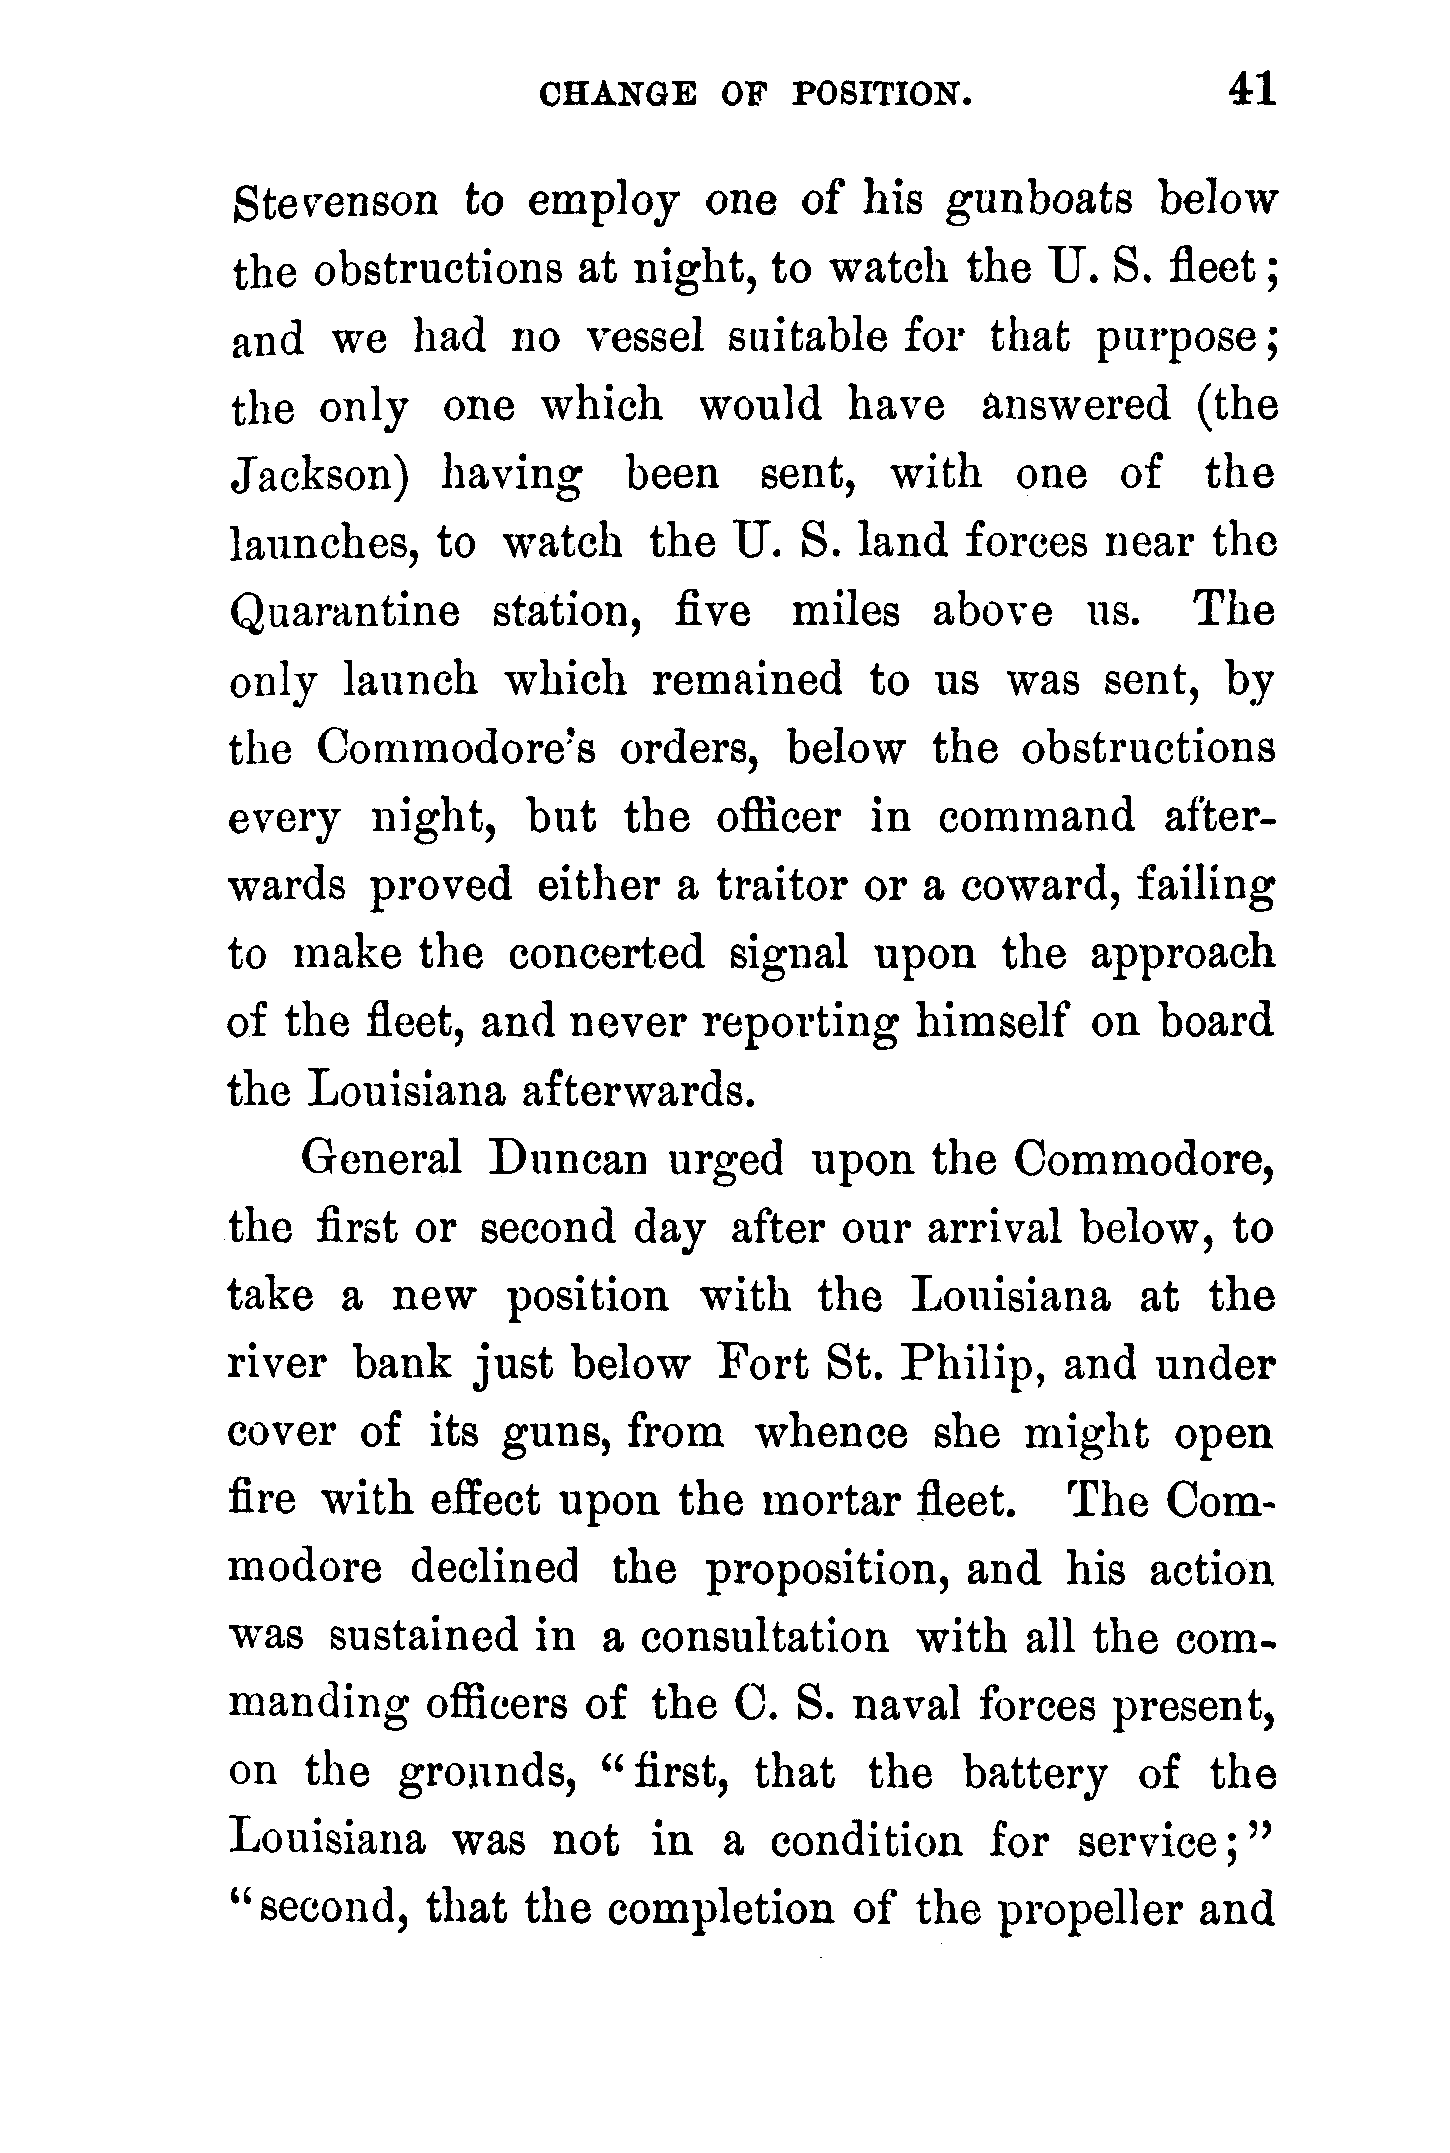 CHANGE OF POSITION. 41
Stevenson to employ one of his gunboats below
the obstructions at night, to watch the U. S. fleet;
and we had no vessel suitable for that purpose;
the only one which would have answered (the
Jackson) having been sent, with one of the
launches, to watch the U. S. land forces near the
Quarantine station, five miles above us. The
only launch which remained to us was sent, by
the Commodore's orders, below the obstructions
every night, but the officer in command after-
wards proved either a traitor or a coward, failing
to make the concerted signal upon the approach
of the fleet, and never reporting himself on board
the Louisiana afterwards.
General Duncan urged upon the Commodore,
the first or second day after our arrival below, to
take a new position with the Louisiana at the
river bank just below Fort St. Philip, and under
cover of its guns, from whence she might open
fire with effect upon the mortar fleet. The Com-
modore declined the proposition, and his action
was sustained in a consultation with all the com-
manding officers of the C. S. naval forces present,
on the grounds, "first, that the battery of the
Louisiana was not in a condition for service;"
"second, that the completion of the propeller and